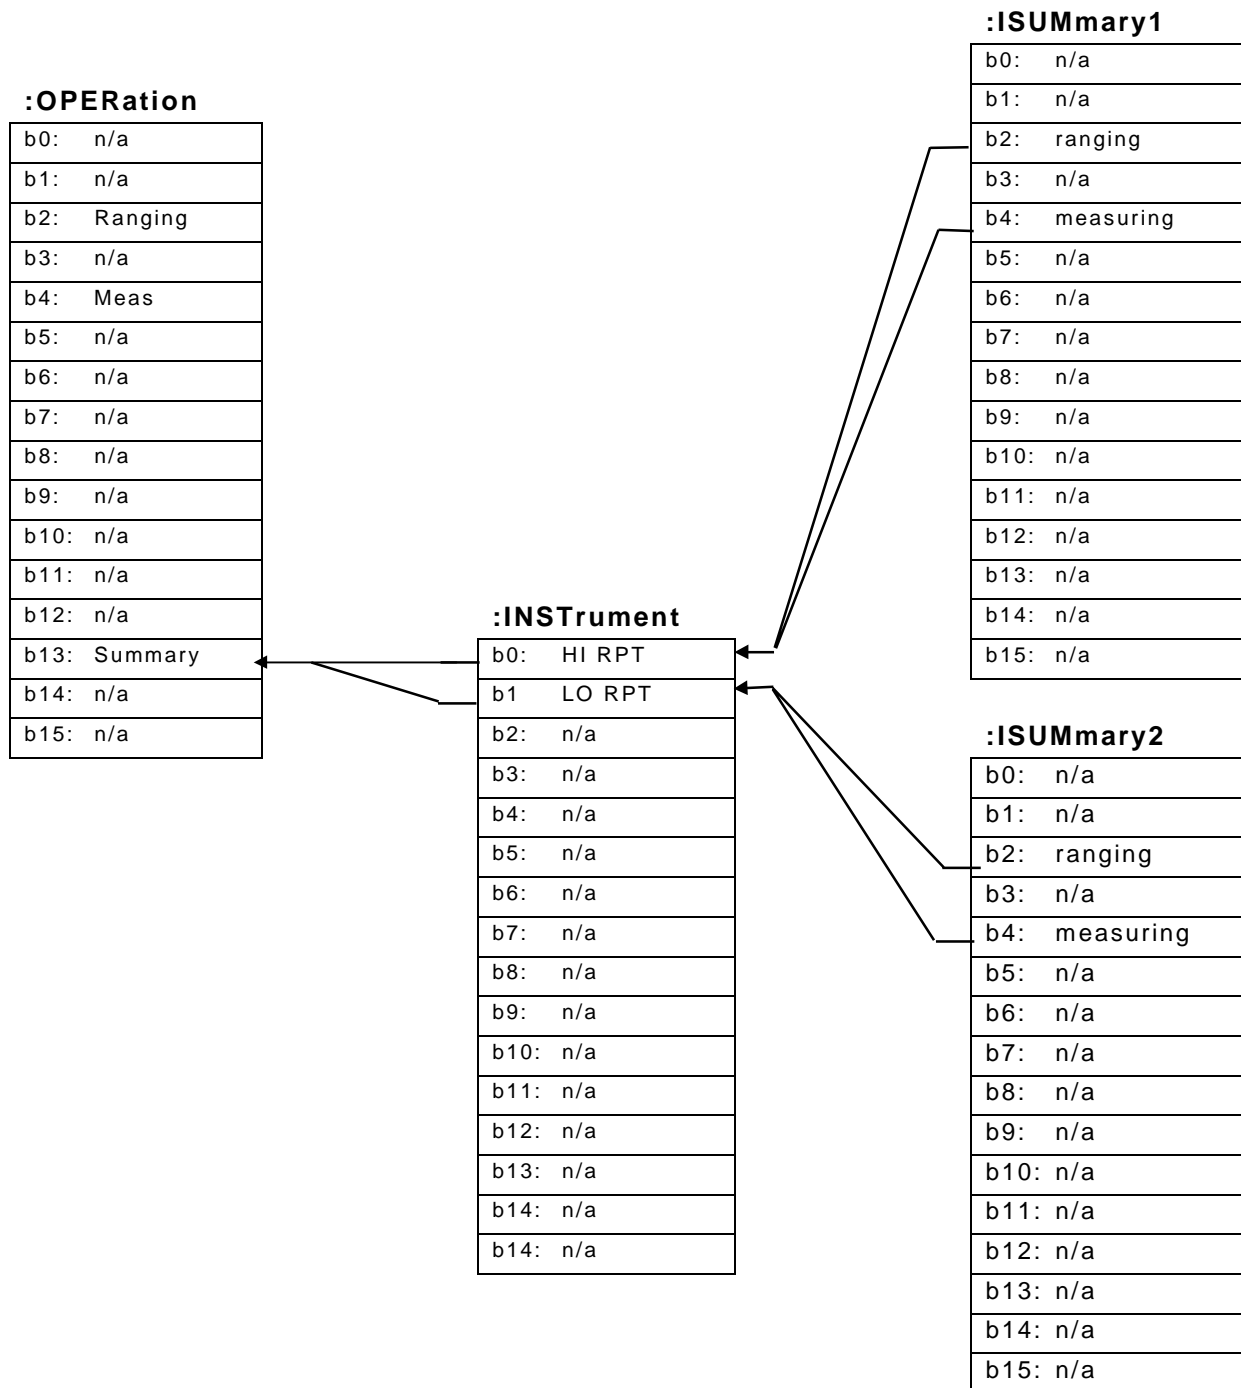 :OPERation
b0: n/a
b1: n/a
b2: Ranging
b3: n/a
b4: Meas
b5: n/a
b6: n/a
b7: n/a
b8: n/a
b9: n/a
b10: n/a
b11: n/a
b12: n/a
b13: Summary
b14: n/a
b15: n/a
:INSTrument
b0: HI RPT
b1 LO RPT
b2: n/a
b3: n/a
b4: n/a
b5: n/a
b6: n/a
b7: n/a
b8: n/a
b9: n/a
b10: n/a
b11: n/a
b12: n/a
b13: n/a
b14: n/a
b14: n/a
:ISUMmary1
b0: n/a
b1: n/a
b2: ranging
b3: n/a
b4: measuring
b5: n/a
b6: n/a
b7: n/a
b8: n/a
b9: n/a
b10: n/a
b11: n/a
b12: n/a
b13: n/a
b14: n/a
b15: n/a
:ISUMmary2
b0: n/a
b1: n/a
b2: ranging
b3: n/a
b4: measuring
b5: n/a
b6: n/a
b7: n/a
b8: n/a
b9: n/a
b10: n/a
b11: n/a
b12: n/a
b13: n/a
b14: n/a
b15: n/a